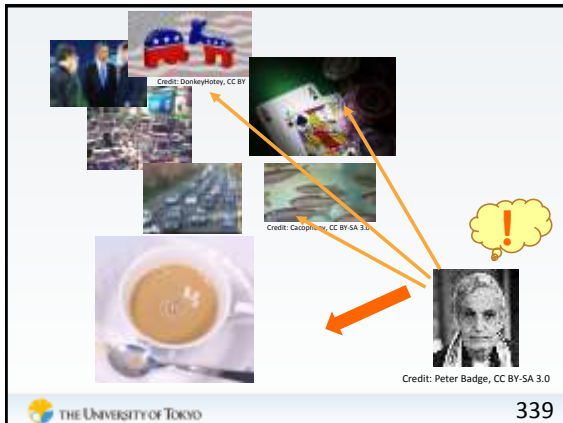 Credit: DonkeyHotey, CC BY
Credit: Cacophony, CC BY-SA 3.0
!
Credit: Peter Badge, CC BY-SA 3.0
THE UNIVERSITY OF TOKYO
339